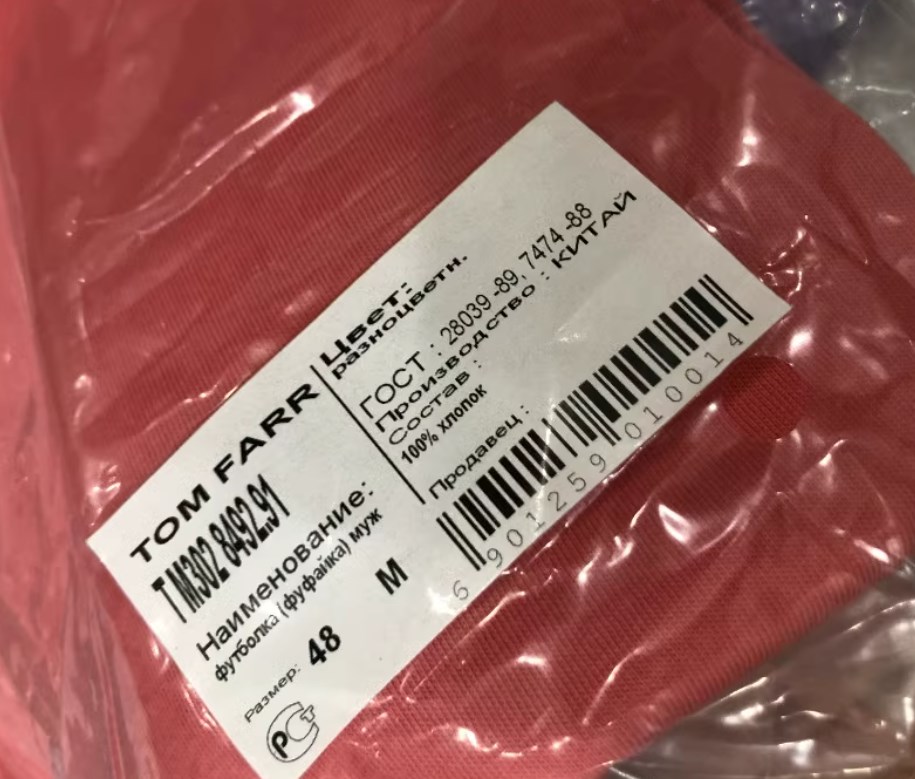 TOM FARR
T M302 8492.91
Наименование:
футболка (фуфайка) муж
Размер: 48 M
РСТ
Цвет:
разноцветн.
ГОСТ : 28039 -89, 7474 -88
Производство : КИТАЙ
Состав :
100% хлопок
Продавец :
6 901259 010014